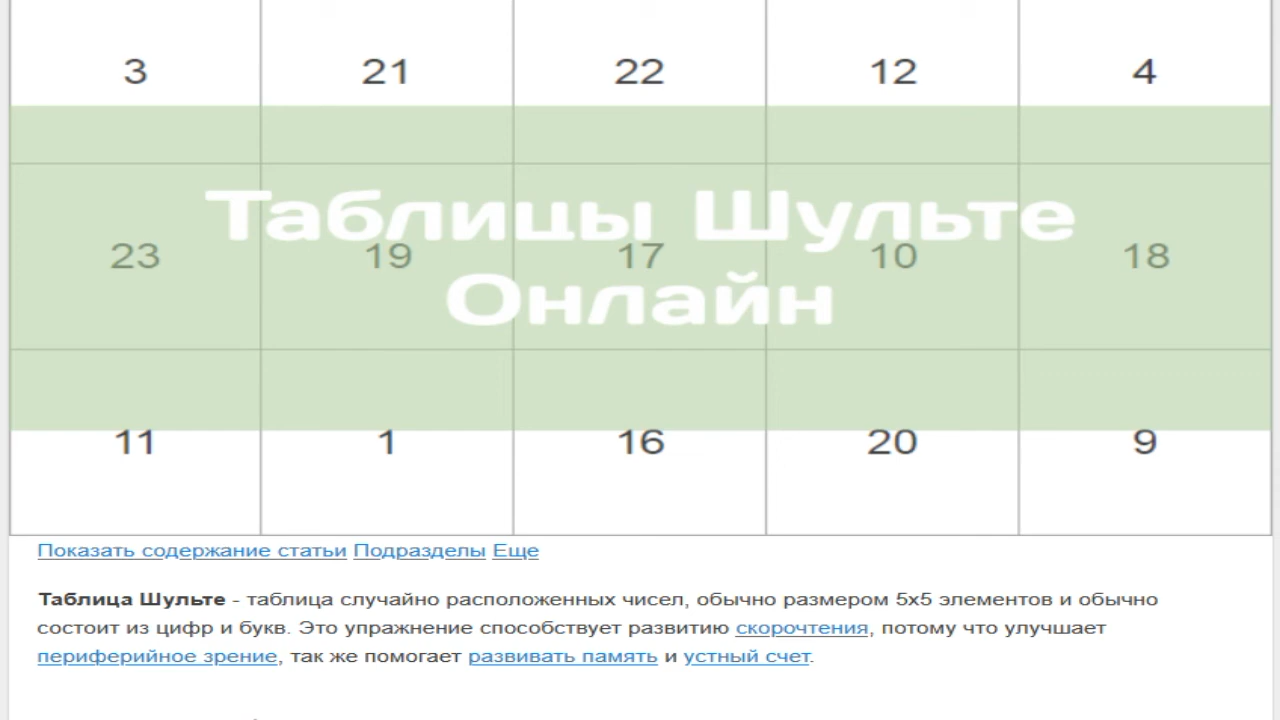 3 21 22 12 4
Таблицы Шульте
23 19 17 10 18
Онлайн
11 1 16 20 9
Показать содержание статьи Подразделы Еще
Таблица Шульте - таблица случайно расположенных чисел, обычно размером 5х5 элементов и обычно
состоит из цифр и букв. Это упражнение способствует развитию скорочтения, потому что улучшает
периферийное зрение, так же помогает развивать память и устный счет.